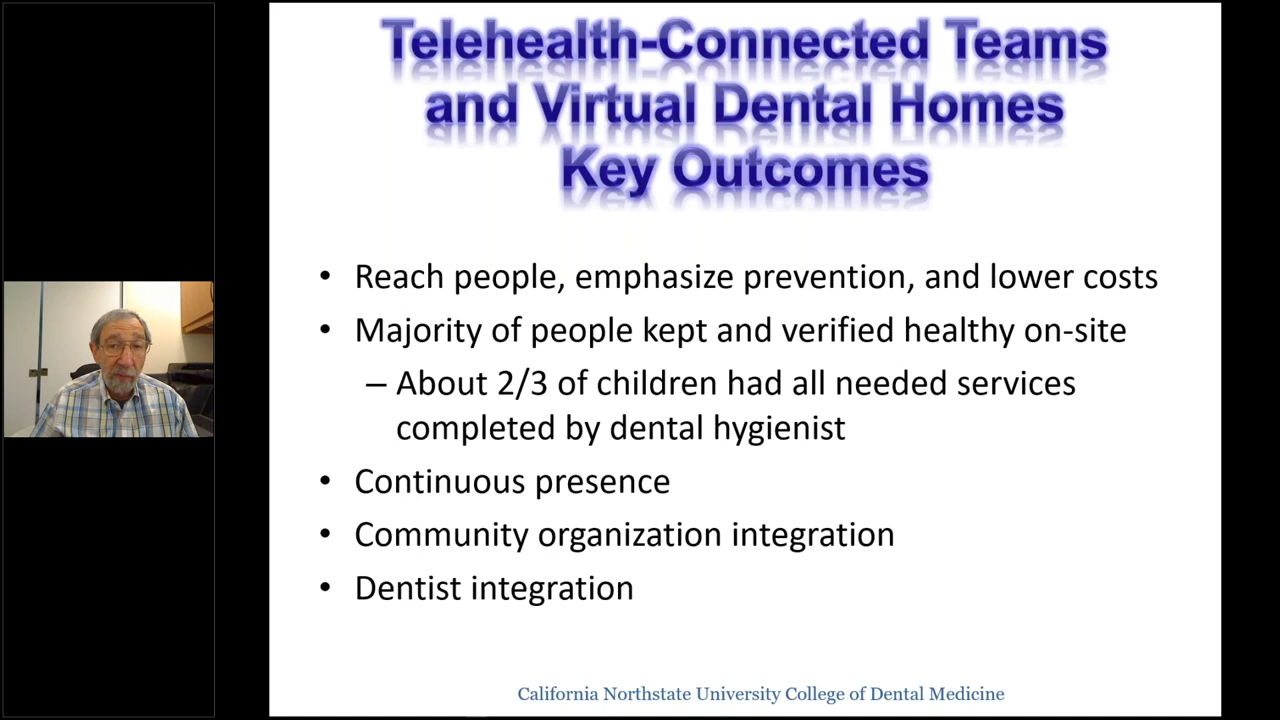 Telehealth-Connected Teams
and Virtual Dental Homes
Key Outcomes
• Reach people, emphasize prevention, and lower costs
• Majority of people kept and verified healthy on-site
– About 2/3 of children had all needed services
completed by dental hygienist
• Continuous presence
• Community organization integration
• Dentist integration
California Northstate University College of Dental Medicine